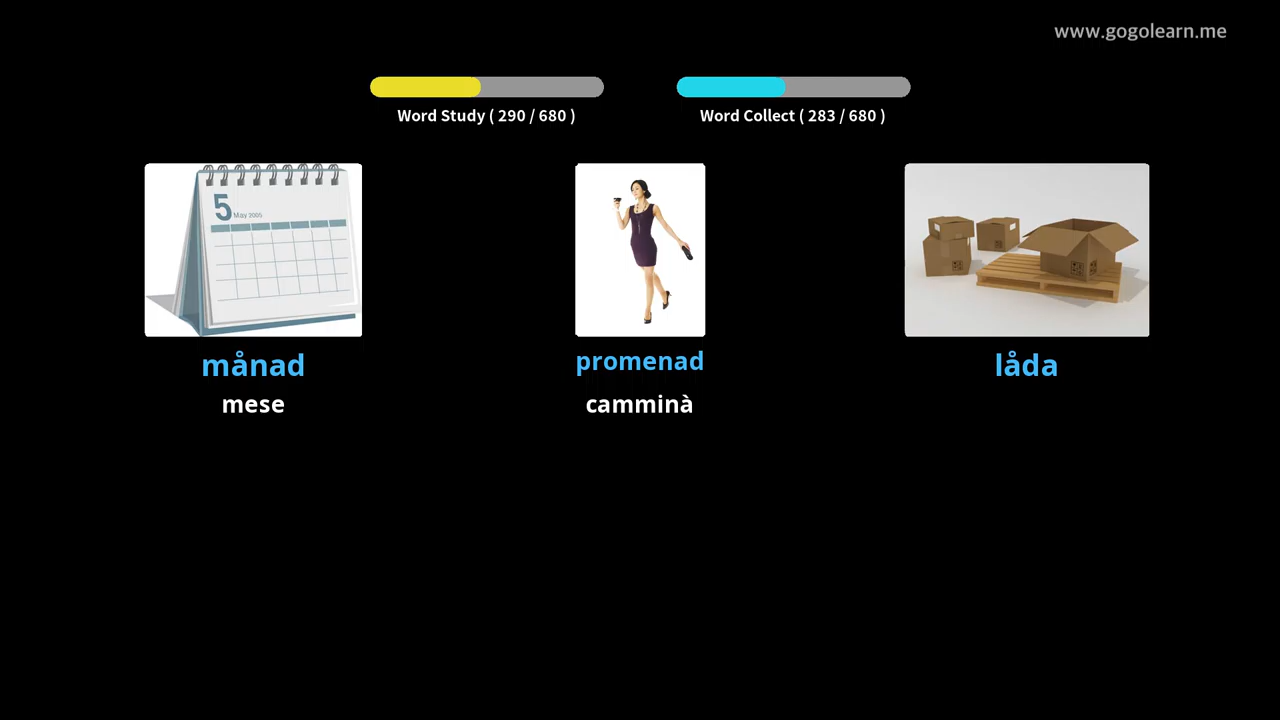 www.gogolearn.me
Word Study ( 290 / 680 )
Word Collect ( 283 / 680 )
5 May 2005
månad
promenad
låda
mese
camminà